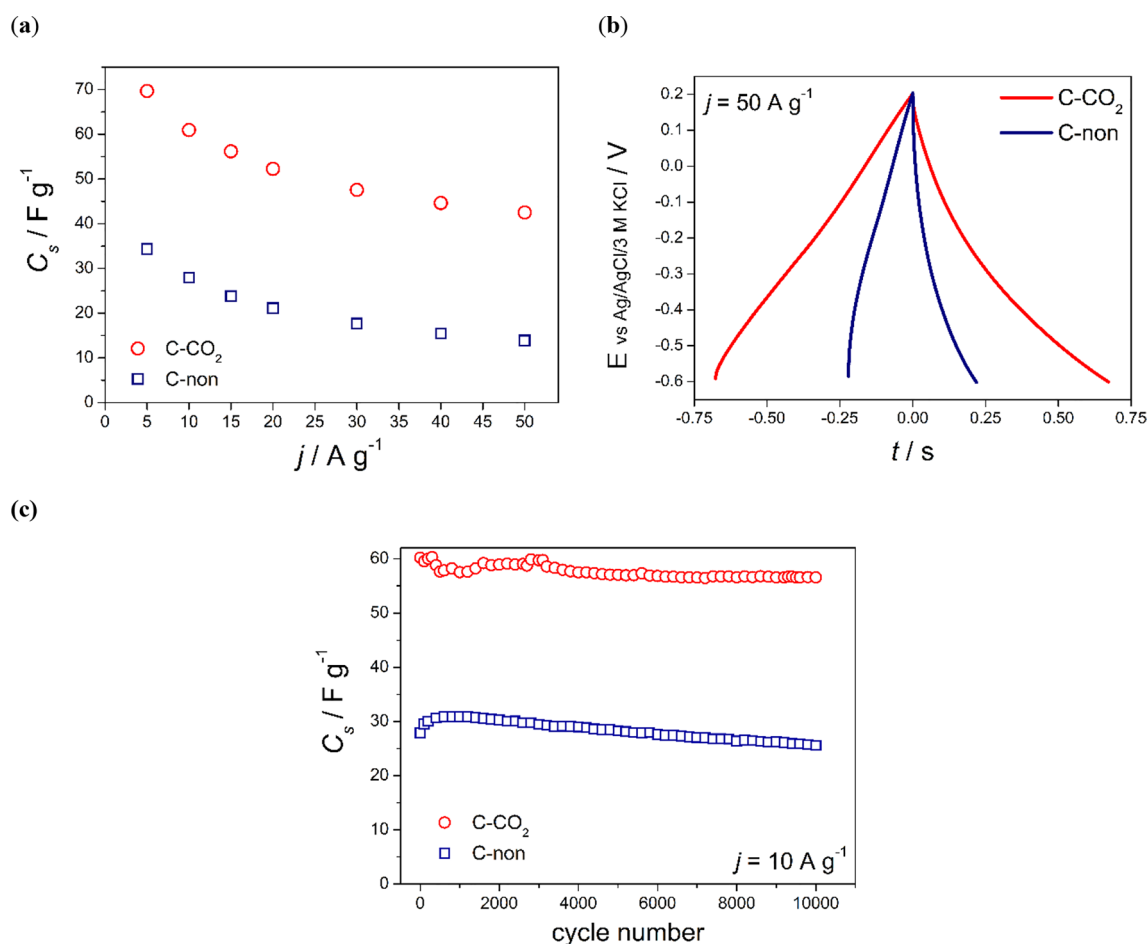 (a)
C_s / F g⁻¹
70
60
50
40
30
20
10
0
C-CO₂
C-non
5 10 15 20 25 30 35 40 45 50
j / A g⁻¹
(b)
E vs Ag/AgCl/3 M KCl / V
j = 50 A g⁻¹
C-CO₂
C-non
0.2
0.1
0.0
-0.1
-0.3
-0.4
-0.5
-0.6
-0.75 -0.50 -0.25 0.00 0.25 0.50 0.75
t / s
(c)
C_s / F g⁻¹
60
50
40
30
20
10
0
C-CO₂
C-non
j = 10 A g⁻¹
0 2000 4000 6000 8000 10000
cycle number